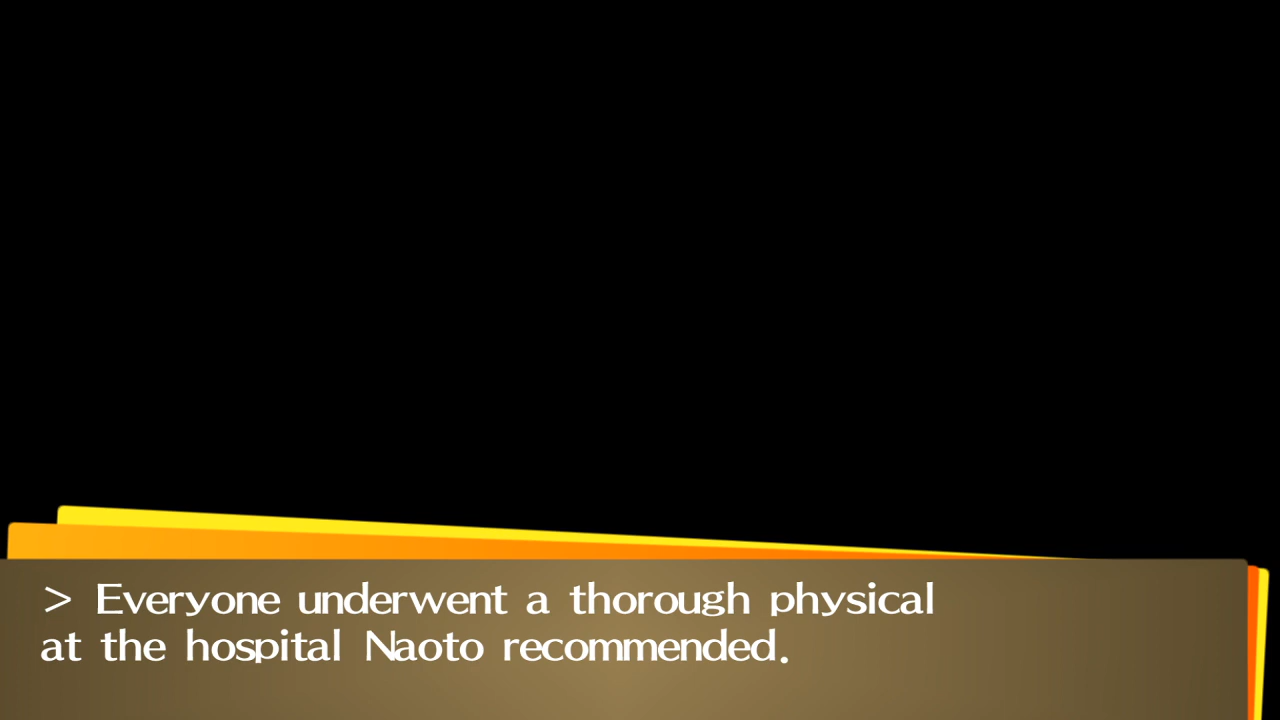 > Everyone underwent a thorough physical
at the hospital Naoto recommended.